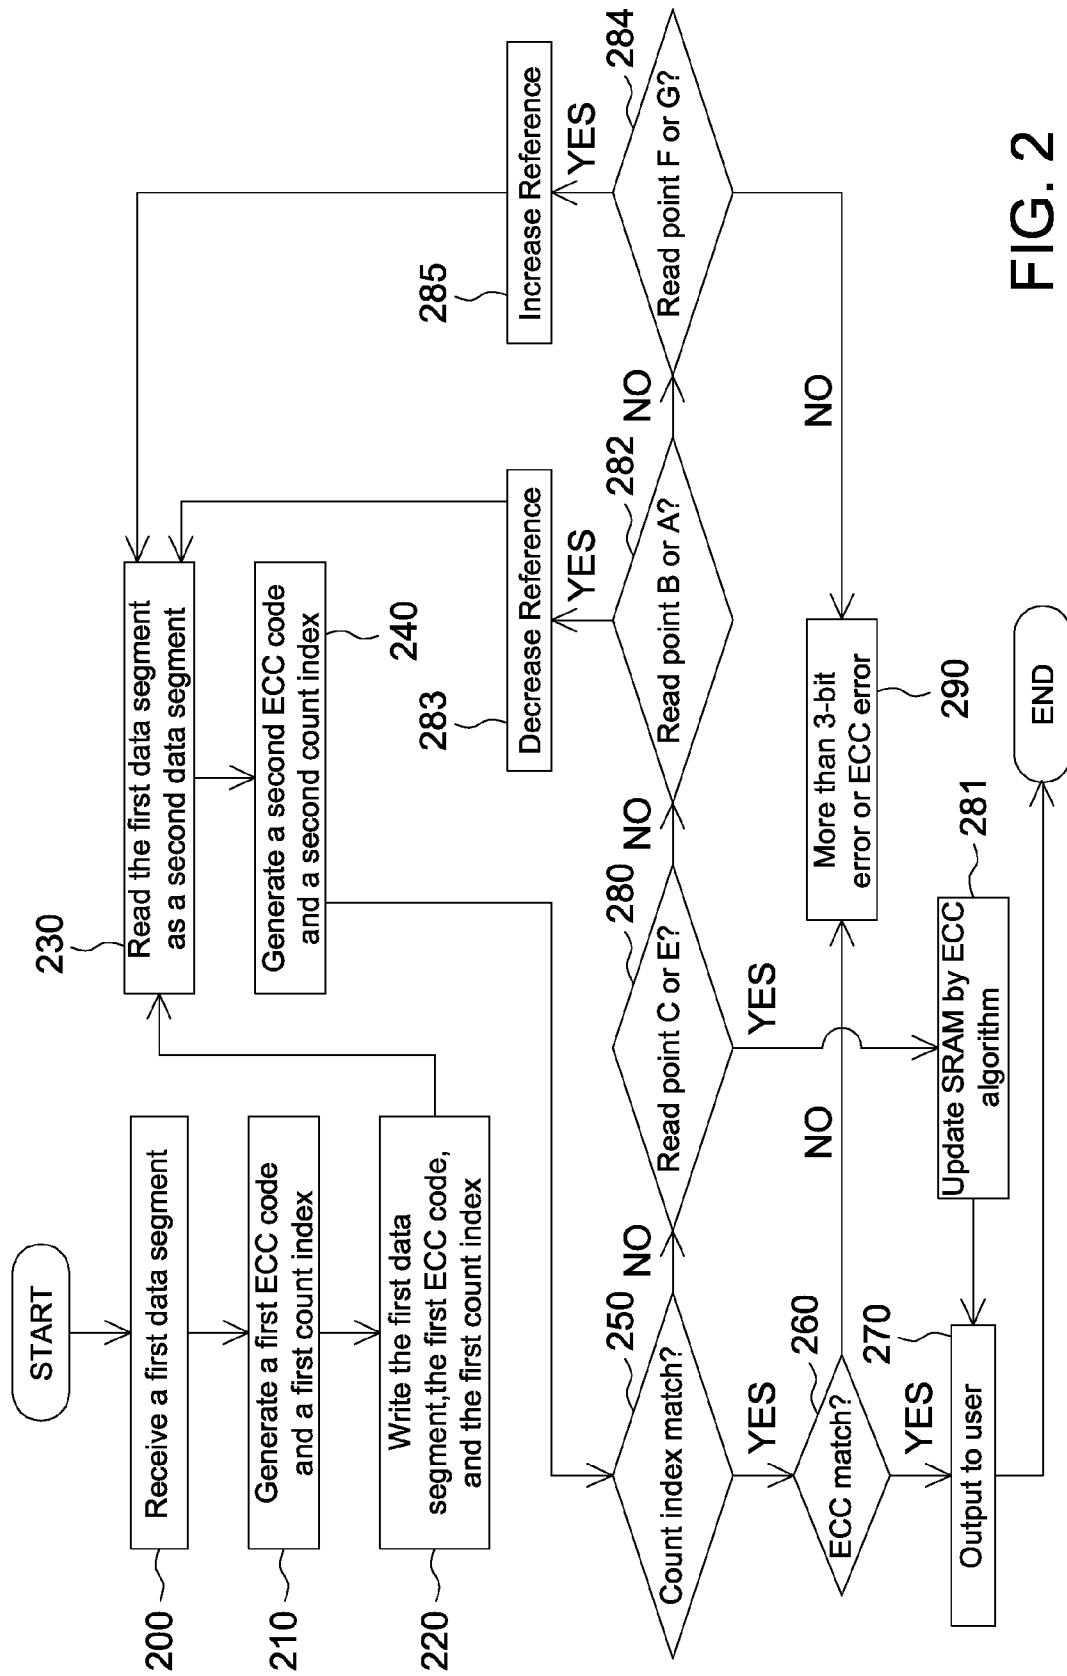 START
Receive a first data segment
200
Generate a first ECC code
and a first count index
210
Write the first data
segment,the first ECC code,
and the first count index
220
Read the first data segment
as a second data segment
230
Generate a second ECC code
and a second count index
240
Count index match?
250
NO
YES
ECC match?
260
NO
YES
Output to user
270
Read point C or E?
280
NO
YES
Update SRAM by ECC
algorithm
281
Read point B or A?
282
NO
YES
Decrease Reference
283
Read point F or G?
284
YES
NO
Increase Reference
285
More than 3-bit
error or ECC error
290
END
FIG. 2